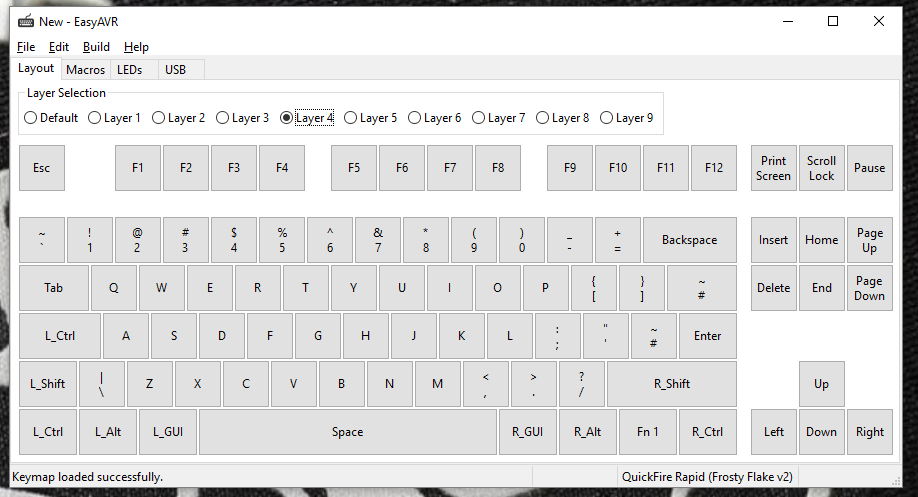 New - EasyAVR
File Edit Build Help
Layout Macros LEDs USB
Layer Selection
Default Layer 1 Layer 2 Layer 3 Layer 4 Layer 5 Layer 6 Layer 7 Layer 8 Layer 9
Esc F1 F2 F3 F4 F5 F6 F7 F8 F9 F10 F11 F12 Print Screen Scroll Lock Pause
~ ` ! 1 @ 2 # 3 $ 4 % 5 ^ 6 & 7 * 8 ( 9 ) 0 _ - + = Backspace Insert Home Page Up
Tab Q W E R T Y U I O P { [ } ] ~ # Delete End Page Down
L_Ctrl A S D F G H J K L : ; " ' ~ # Enter
L_Shift | \ Z X C V B N M < , > . ? / R_Shift Up
L_Ctrl L_Alt L_GUI Space R_GUI R_Alt Fn 1 R_Ctrl Left Down Right
Keymap loaded successfully. QuickFire Rapid (Frosty Flake v2)